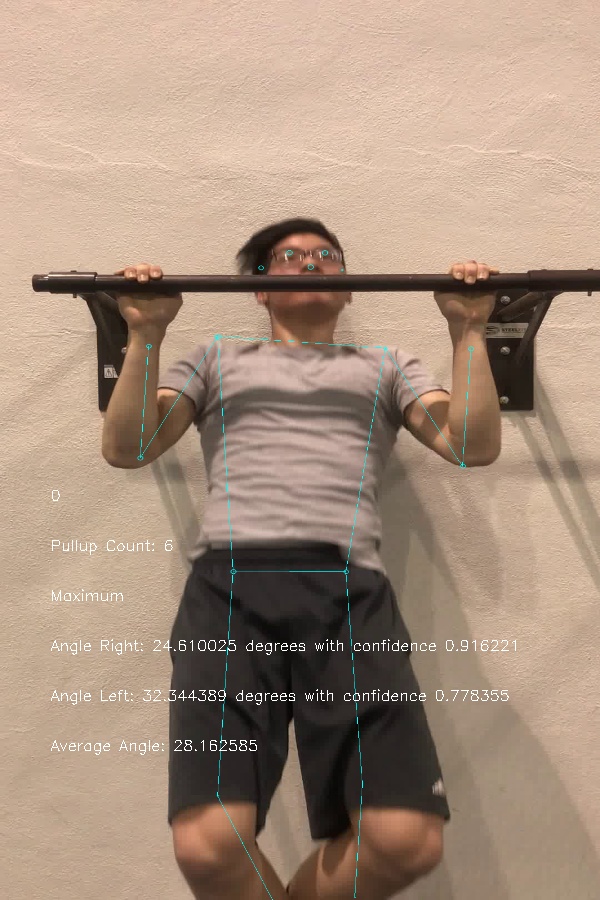 0
Pullup Count: 6
Maximum
Angle Right: 24.610025 degrees with confidence 0.916221
Angle Left: 32.344389 degrees with confidence 0.778355
Average Angle: 28.162585